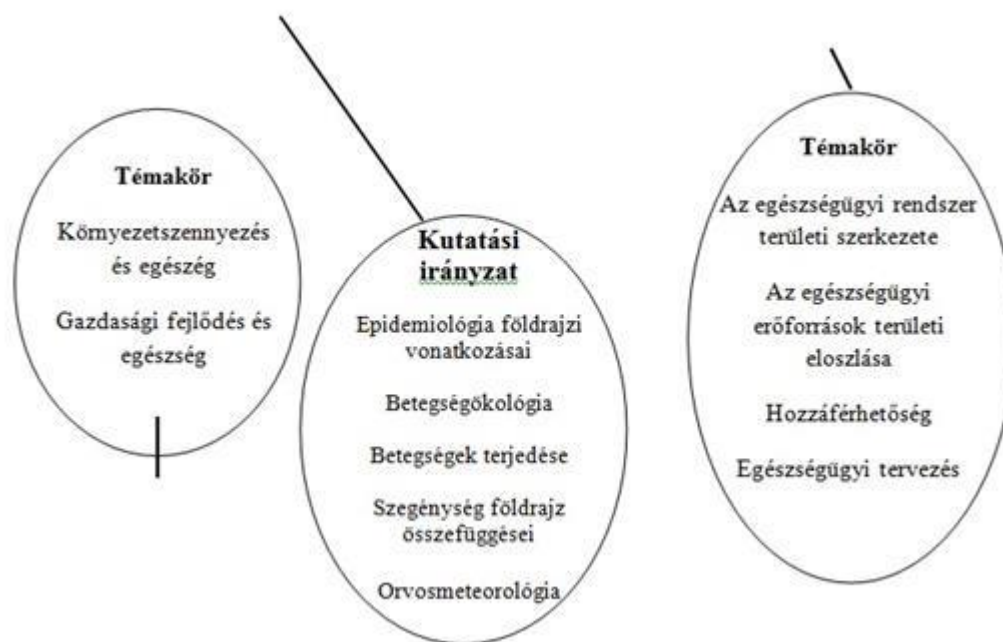 Témakör
Környezetszennyezés
és egészég
Gazdasági fejlődés és
egészség
Kutatási
irányzat
Epidemiológia földrajzi
vonatkozásai
Betegségökológia
Betegségek terjedése
Szegénység földrajz
összefüggései
Orvosmeteorológia
Témakör
Az egészségügyi rendszer
területi szerkezete
Az egészségügyi
erőforrások területi
eloszlása
Hozzáférhetőség
Egészségügyi tervezés